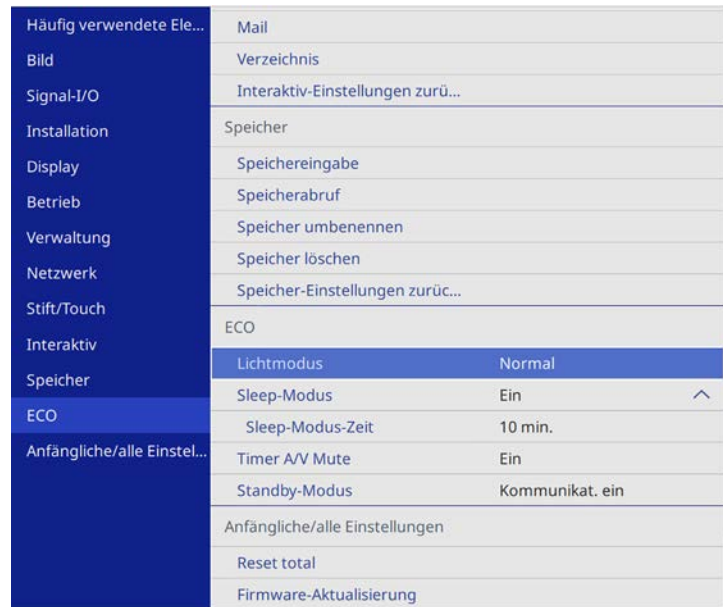 Häufig verwendete Ele...
Bild
Signal-I/O
Installation
Display
Betrieb
Verwaltung
Netzwerk
Stift/Touch
Interaktiv
Speicher
ECO
Anfängliche/alle Einstel...
Mail
Verzeichnis
Interaktiv-Einstellungen zurü...
Speicher
Speichereingabe
Speicherabruf
Speicher umbenennen
Speicher löschen
Speicher-Einstellungen zurüc...
ECO
Lichtmodus Normal
Sleep-Modus Ein
Sleep-Modus-Zeit 10 min.
Timer A/V Mute Ein
Standby-Modus Kommunikat. ein
Anfängliche/alle Einstellungen
Reset total
Firmware-Aktualisierung